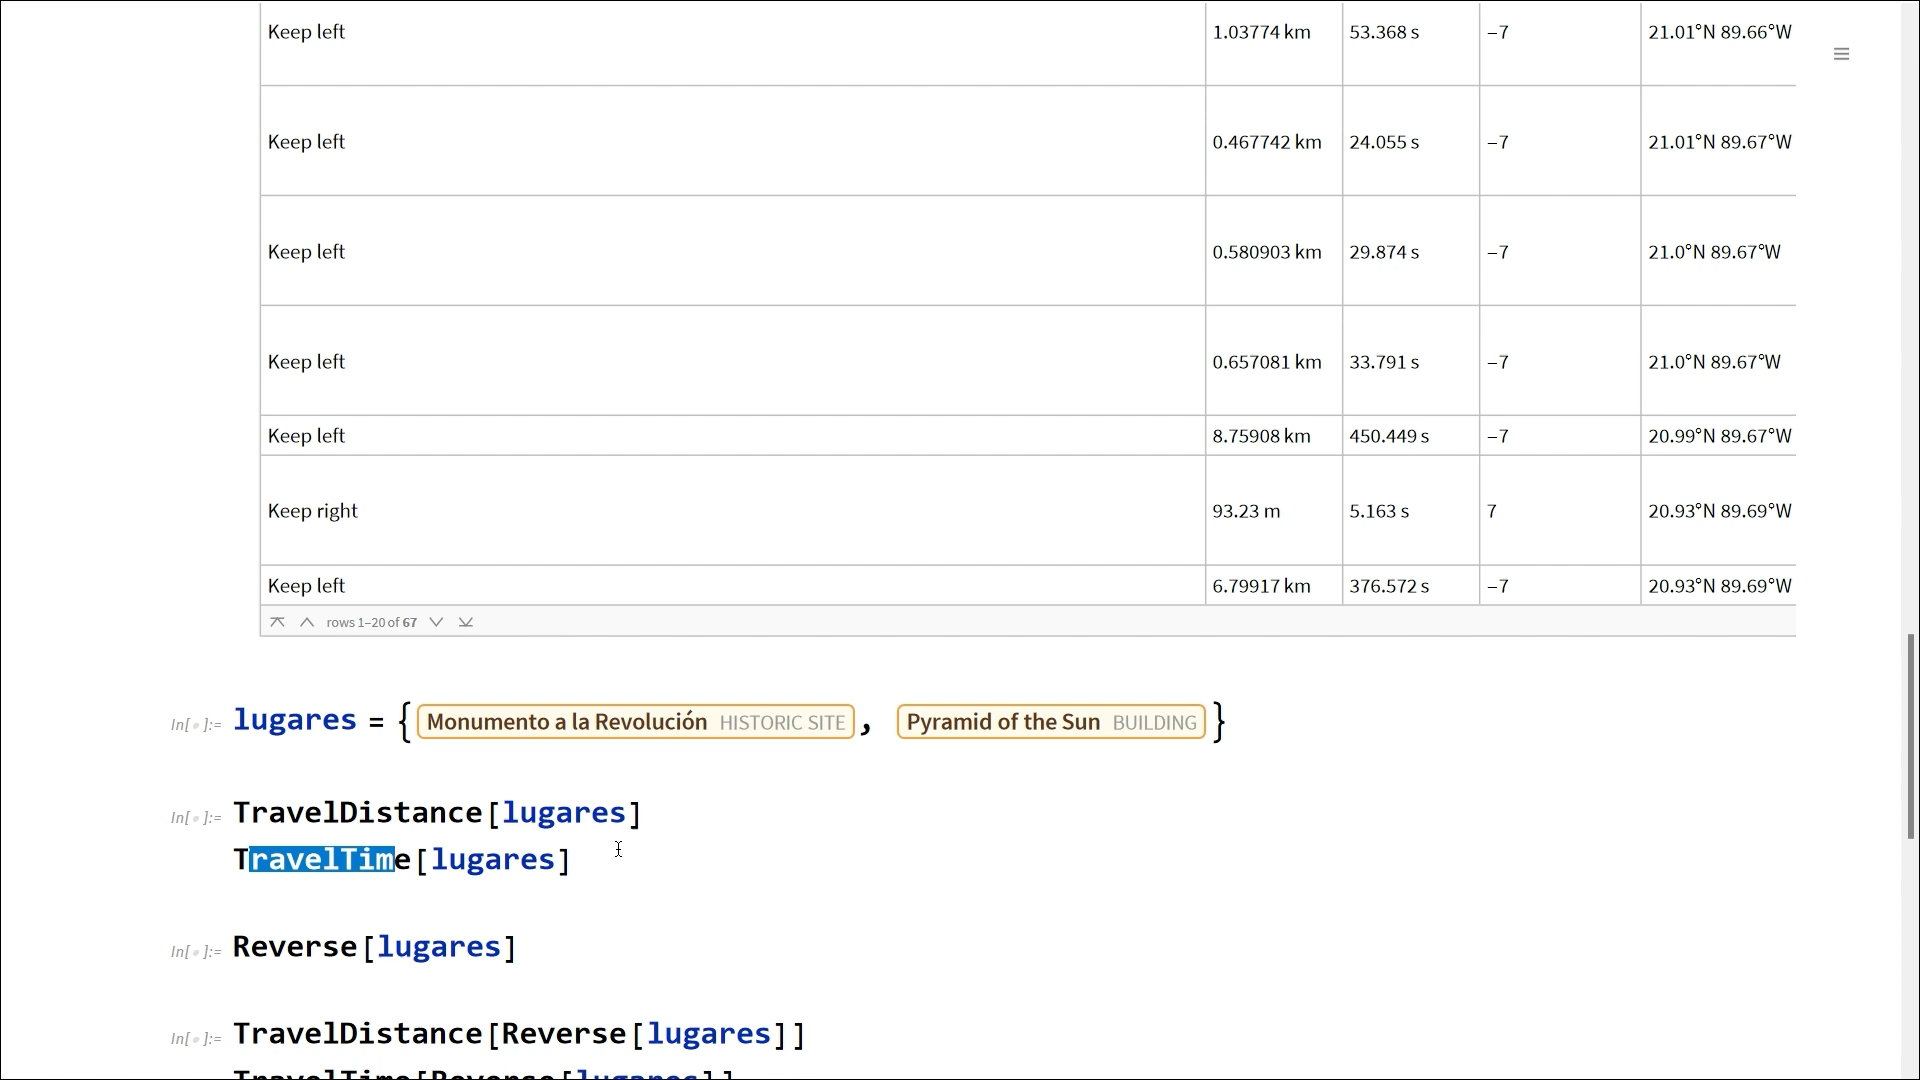 Keep left 1.03774 km 53.368 s −7 21.01°N 89.66°W
Keep left 0.467742 km 24.055 s −7 21.01°N 89.67°W
Keep left 0.580903 km 29.874 s −7 21.0°N 89.67°W
Keep left 0.657081 km 33.791 s −7 21.0°N 89.67°W
Keep left 8.75908 km 450.449 s −7 20.99°N 89.67°W
Keep right 93.23 m 5.163 s 7 20.93°N 89.69°W
Keep left 6.79917 km 376.572 s −7 20.93°N 89.69°W
rows 1–20 of 67
In[ ]:= lugares = {Monumento a la Revolución HISTORIC SITE, Pyramid of the Sun BUILDING}
In[ ]:= TravelDistance[lugares]
TravelTime[lugares]
In[ ]:= Reverse[lugares]
In[ ]:= TravelDistance[Reverse[lugares]]
TravelTime[Reverse[lugares]]